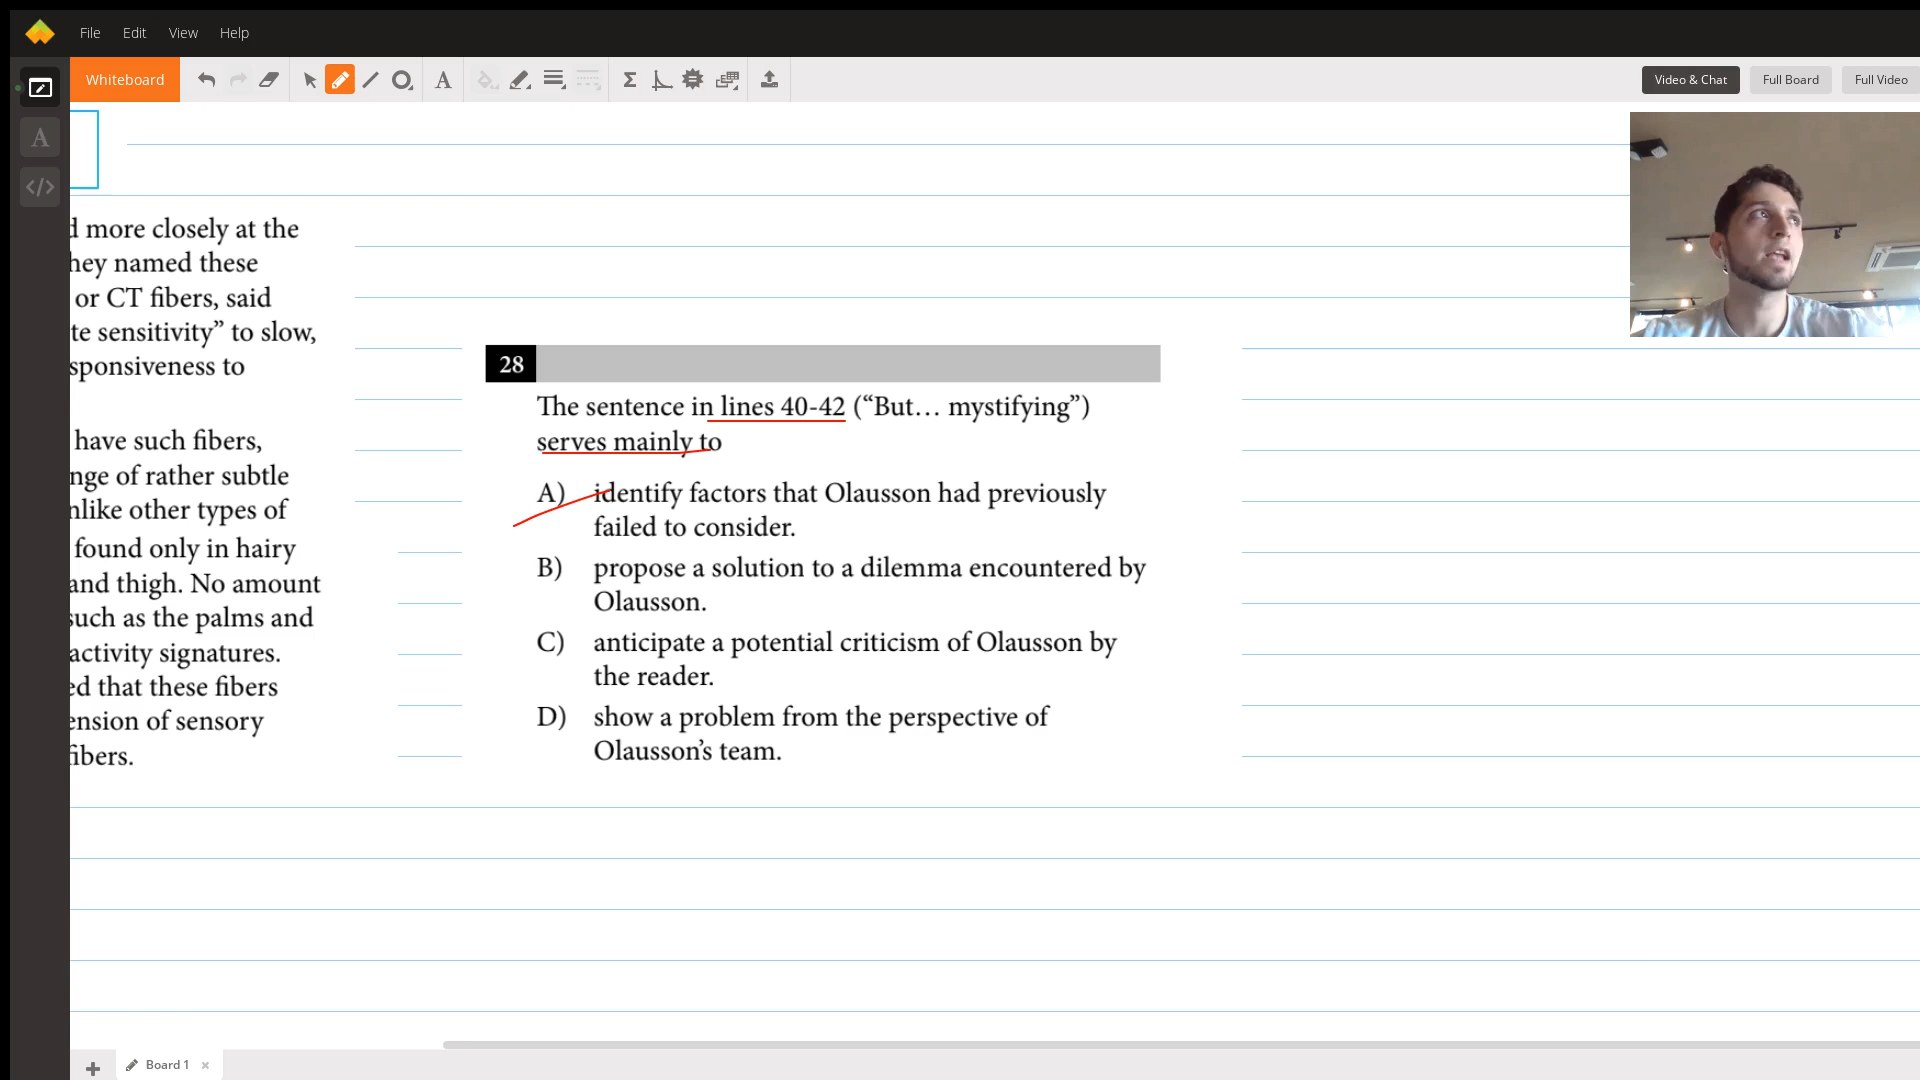 File Edit View Help
Whiteboard
A
Σ
Video & Chat Full Board Full Video
A
</>
d more closely at the
hey named these
or CT fibers, said
te sensitivity” to slow,
sponsiveness to
have such fibers,
nge of rather subtle
nlike other types of
found only in hairy
and thigh. No amount
such as the palms and
activity signatures.
ed that these fibers
ension of sensory
fibers.
28
The sentence in lines 40-42 (“But… mystifying”)
serves mainly to
A) identify factors that Olausson had previously
failed to consider.
B) propose a solution to a dilemma encountered by
Olausson.
C) anticipate a potential criticism of Olausson by
the reader.
D) show a problem from the perspective of
Olausson’s team.
Board 1